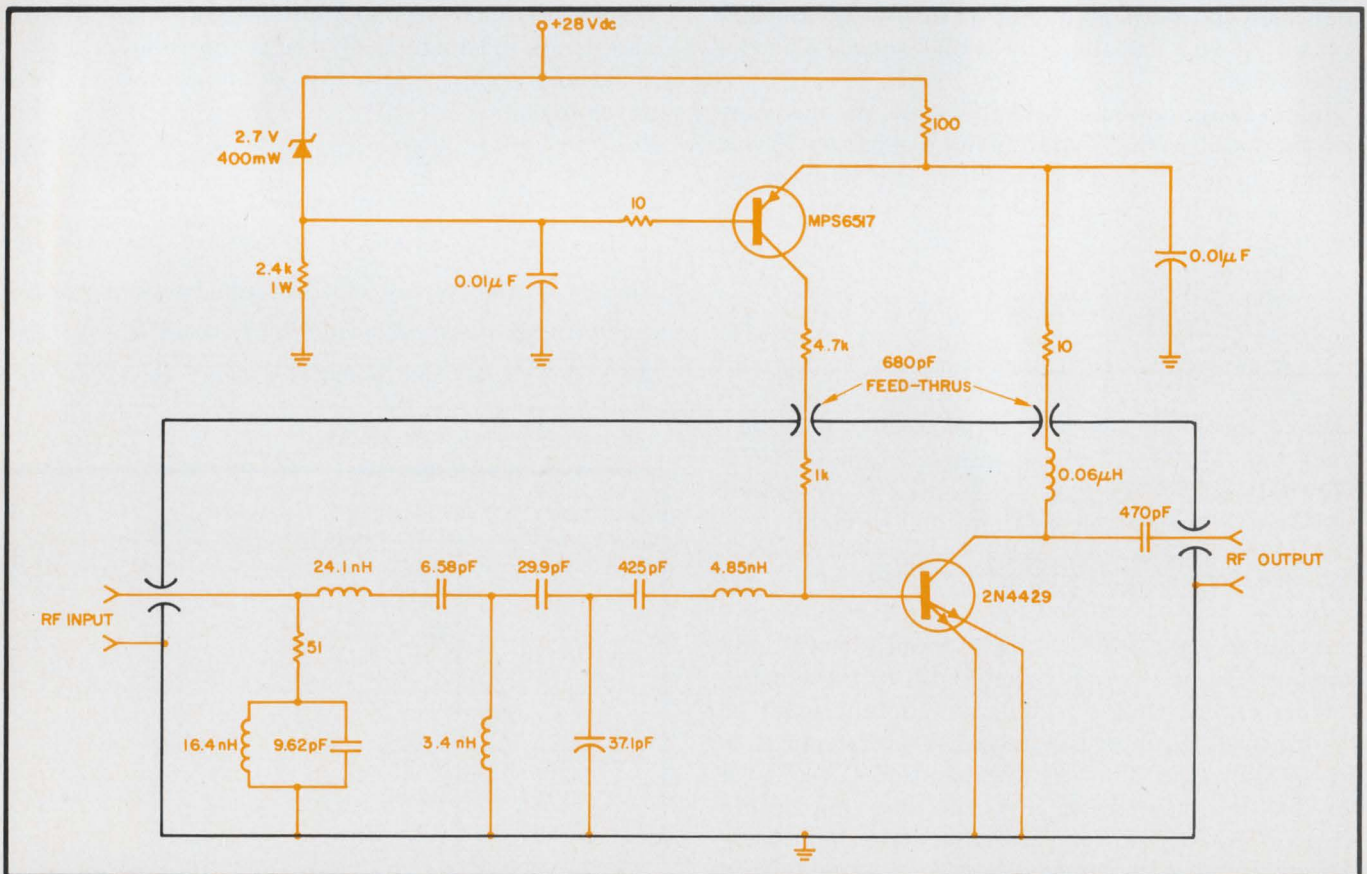 +28 Vdc
2.7 V
400mW
100
10
MPS6517
2.4k
1W
0.01μF
0.01μF
4.7k
10
680pF
FEED-THRUS
1k
0.06μH
470pF
24.1nH
6.58pF
29.9pF
425pF
4.85nH
RF INPUT
2N4429
RF OUTPUT
51
16.4nH
9.62pF
3.4nH
37.1pF